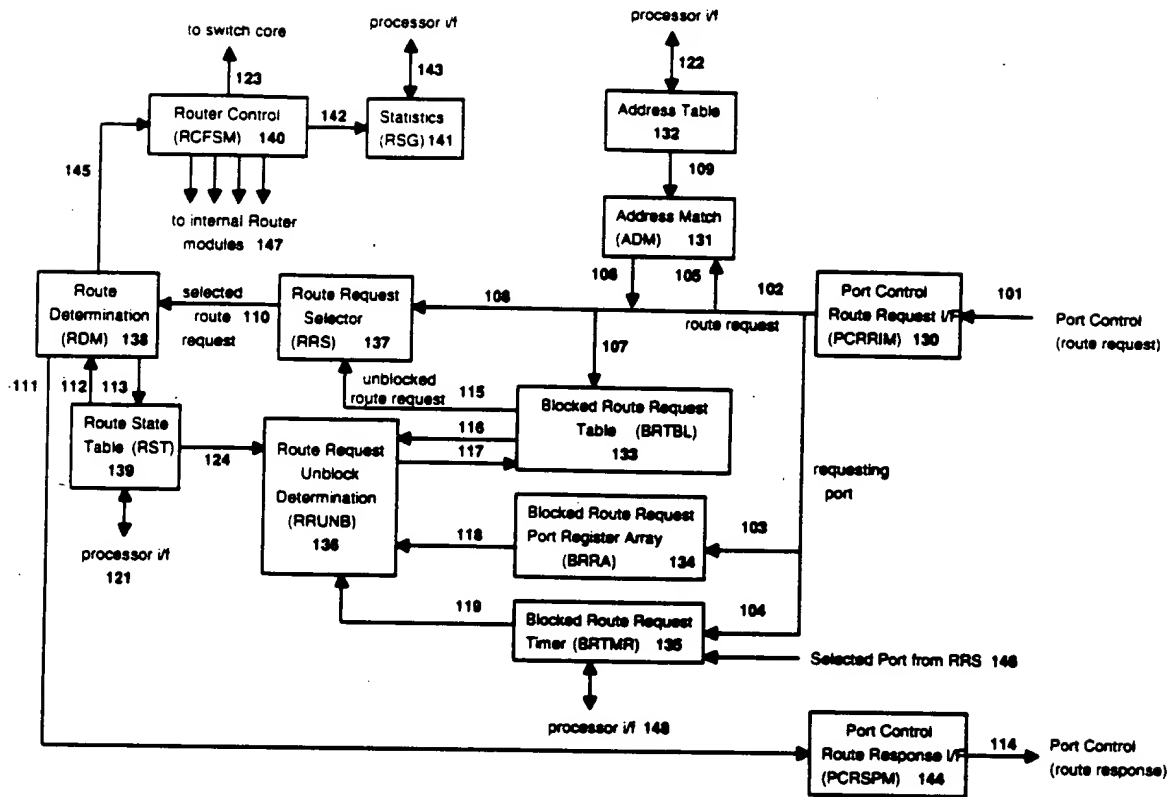 to switch core
processor i/f
processor i/f
123
143
122
Router Control
(RCFSM) 140
142
Statistics
(RSG) 141
Address Table
132
145
109
to internal Router
modules 147
Address Match
(ADM) 131
106
105
Route
Determination
(RDM) 138
selected
route 110
request
Route Request
Selector
(RRS) 137
108
102
route request
Port Control
Route Request I/F
(PCRRIM) 130
101
Port Control
(route request)
107
111
112
113
unblocked
route request
115
Blocked Route Request
Table (BRTBL)
133
Route State
Table (RST)
139
124
116
117
Route Request
Unblock
Determination
(RRUNB)
136
requesting
port
processor i/f
121
118
Blocked Route Request
Port Register Array
(BRRA) 134
103
119
Blocked Route Request
Timer (BRTMR) 135
104
Selected Port from RRS 146
processor i/f 148
Port Control
Route Response I/F
(PCRSPM) 144
114
Port Control
(route response)